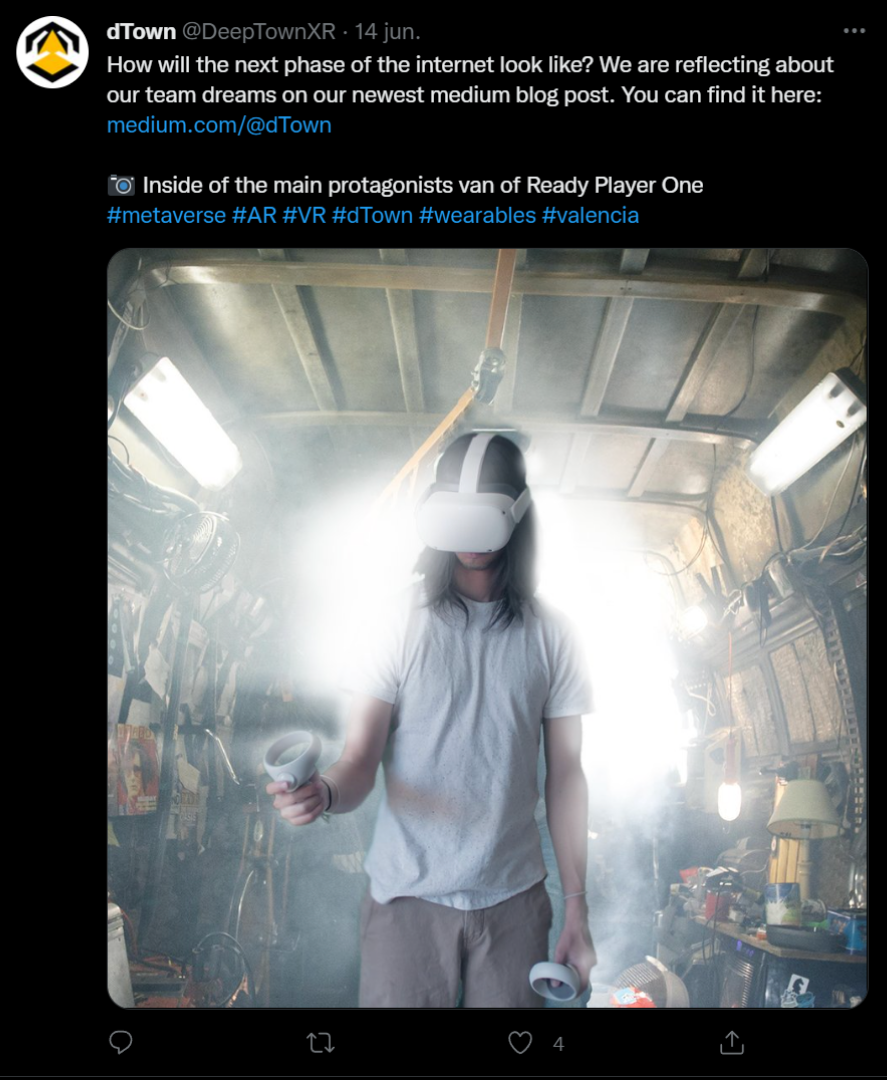 dTown @DeepTownXR · 14 jun.
How will the next phase of the internet look like? We are reflecting about
our team dreams on our newest medium blog post. You can find it here:
medium.com/@dTown
📷 Inside of the main protagonists van of Ready Player One
#metaverse #AR #VR #dTown #wearables #valencia
4